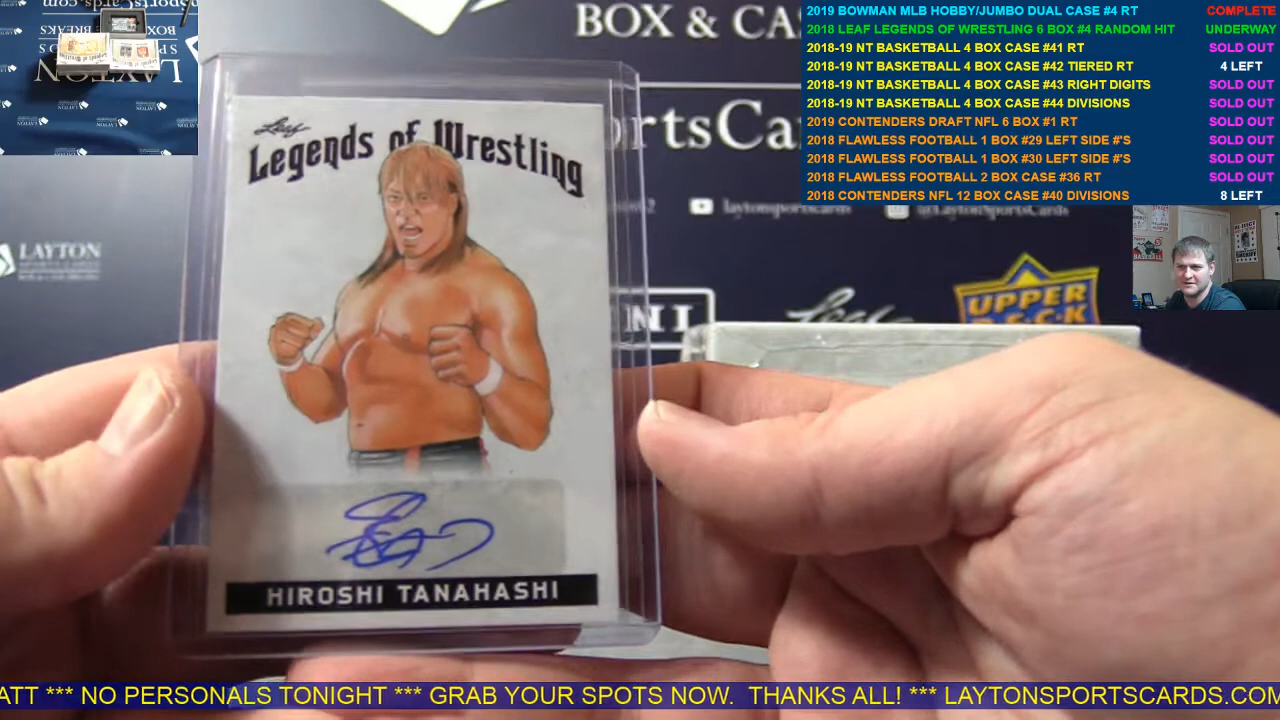 2019 BOWMAN MLB HOBBY/JUMBO DUAL CASE #4 RT COMPLETE
2018 LEAF LEGENDS OF WRESTLING 6 BOX #4 RANDOM HIT UNDERWAY
2018-19 NT BASKETBALL 4 BOX CASE #41 RT SOLD OUT
2018-19 NT BASKETBALL 4 BOX CASE #42 TIERED RT 4 LEFT
2018-19 NT BASKETBALL 4 BOX CASE #43 RIGHT DIGITS SOLD OUT
2018-19 NT BASKETBALL 4 BOX CASE #44 DIVISIONS SOLD OUT
2019 CONTENDERS DRAFT NFL 6 BOX #1 RT SOLD OUT
2018 FLAWLESS FOOTBALL 1 BOX #29 LEFT SIDE #'S SOLD OUT
2018 FLAWLESS FOOTBALL 1 BOX #30 LEFT SIDE #'S SOLD OUT
2018 FLAWLESS FOOTBALL 2 BOX CASE #36 RT SOLD OUT
2018 CONTENDERS NFL 12 BOX CASE #40 DIVISIONS 8 LEFT
BOX & CA
rtsCa
laytonsportscards
@LaytonSportsCards
LAYTON
Leaf
Legends of Wrestling
NI
Leaf
UPPER
DECK
HIROSHI TANAHASHI
ATT *** NO PERSONALS TONIGHT *** GRAB YOUR SPOTS NOW. THANKS ALL! *** LAYTONSPORTSCARDS.COM